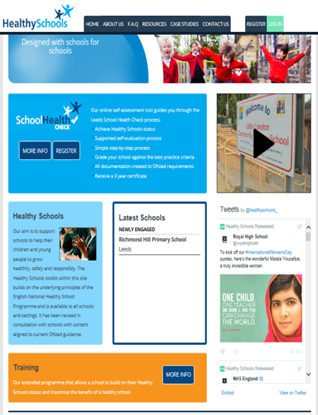 HealthySchools
HOME ABOUT US F.A.Q RESOURCES CASE STUDIES CONTACT US REGISTER LOG IN
Designed with schools for
schools
SchoolHealth
CHECK
MORE INFO REGISTER
Our online self-assessment tool guides you through the
Leeds School Health Check process.
Achieve Healthy Schools status
Supported self-evaluation process
Simple step-by-step process
Grade your school against the best practice criteria
All documentation created to Ofsted requirements
Receive a 3 year certificate
Welcome to
Little London
School
Healthy Schools
Our aim is to support
schools to help their
children and young
people to grow
healthily, safely and responsibly. The
Healthy Schools toolkit within this site
builds on the underlying principles of the
English National Healthy School
Programme and is available to all schools
and settings. It has been revised in
consultation with schools with content
aligned to current Ofsted guidance.
Latest Schools
NEWLY ENGAGED
Richmond Hill Primary School
Leeds
Tweets by @healthyschools_
Healthy Schools Retweeted
Royal High School
To kick off our #InternationalWomensDay
quotes, here's the wonderful Malala Yousafzai,
a truly incredible woman.
ONE CHILD,
ONE TEACHER,
ONE BOOK AND
ONE PEN CAN
CHANGE THE
WORLD.
Healthy Schools Retweeted
NHS England
Embed View on Twitter
Training
Our extended programme that allows a school to build on their Healthy
Schools status and maximise the benefits of a healthy school.
MORE INFO